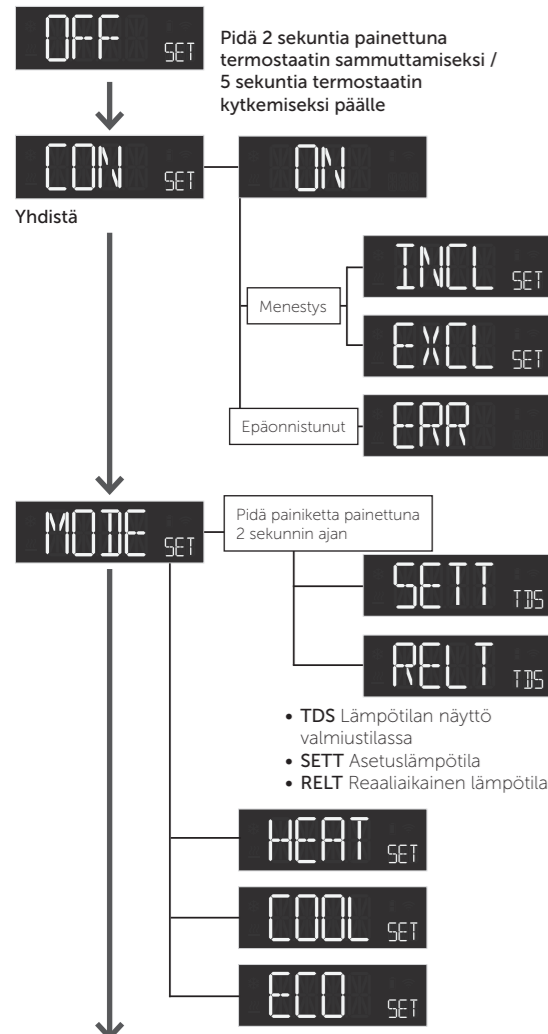 OFF SET
Pidä 2 sekuntia painettuna
termostaatin sammuttamiseksi /
5 sekuntia termostaatin
kytkemiseksi päälle
CON SET
ON
Yhdistä
INCL SET
Menestys
EXCL SET
Epäonnistunut
ERR
MODE SET
Pidä painiketta painettuna
2 sekunnin ajan
SETT TDS
RELT TDS
• TDS Lämpötilan näyttö
valmiustilassa
• SETT Asetuslämpötila
• RELT Reaaliaikainen lämpötila
HEAT SET
COOL SET
ECO SET